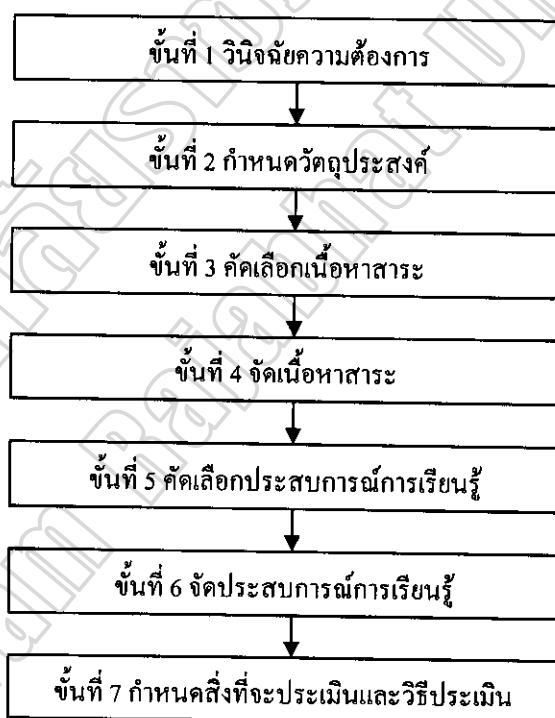 ขั้นที่ 1 วินิจฉัยความต้องการ
ขั้นที่ 2 กำหนดวัตถุประสงค์
ขั้นที่ 3 คัดเลือกเนื้อหาสาระ
ขั้นที่ 4 จัดเนื้อหาสาระ
ขั้นที่ 5 คัดเลือกประสบการณ์การเรียนรู้
ขั้นที่ 6 จัดประสบการณ์การเรียนรู้
ขั้นที่ 7 กำหนดสิ่งที่จะประเมินและวิธีประเมิน
Rajabhat